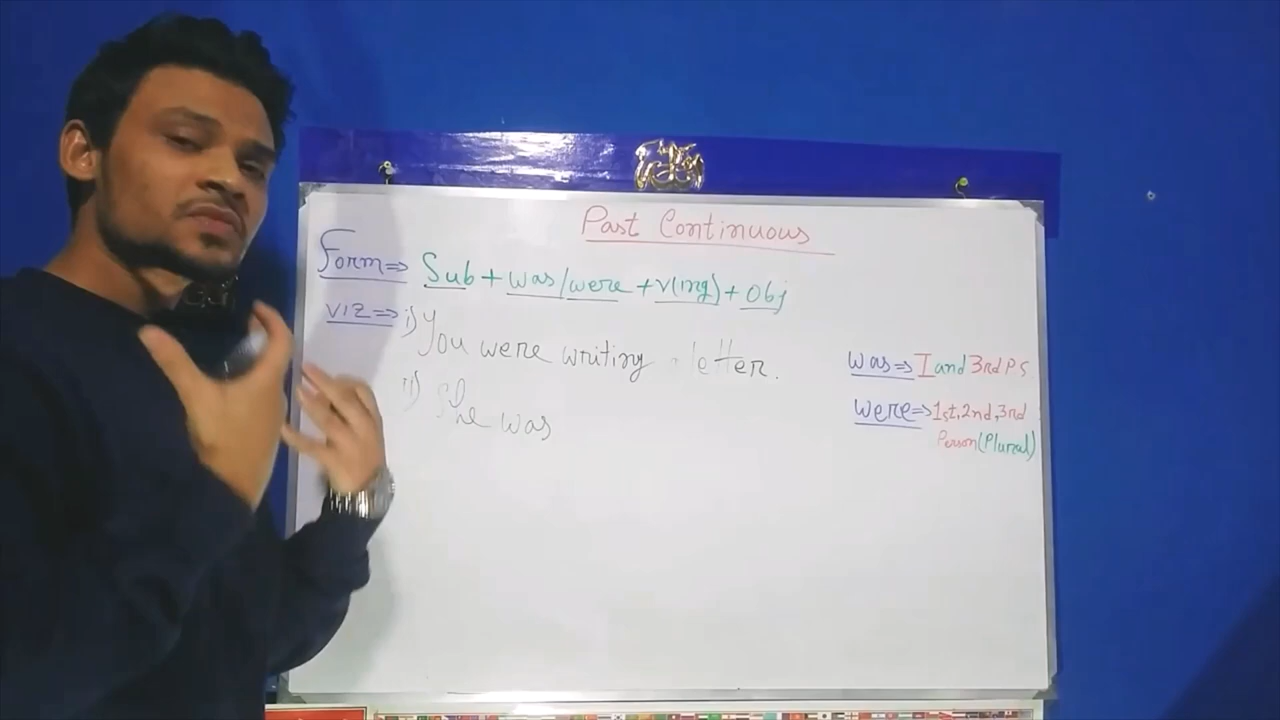 Past Continuous
Form⇒ Sub + was/were + v(ing) + Obj
viz⇒ i) You were writing a letter.
ii) She was
was⇒ I and 3rd P S
were⇒ 1st, 2nd, 3rd
Person (Plural)